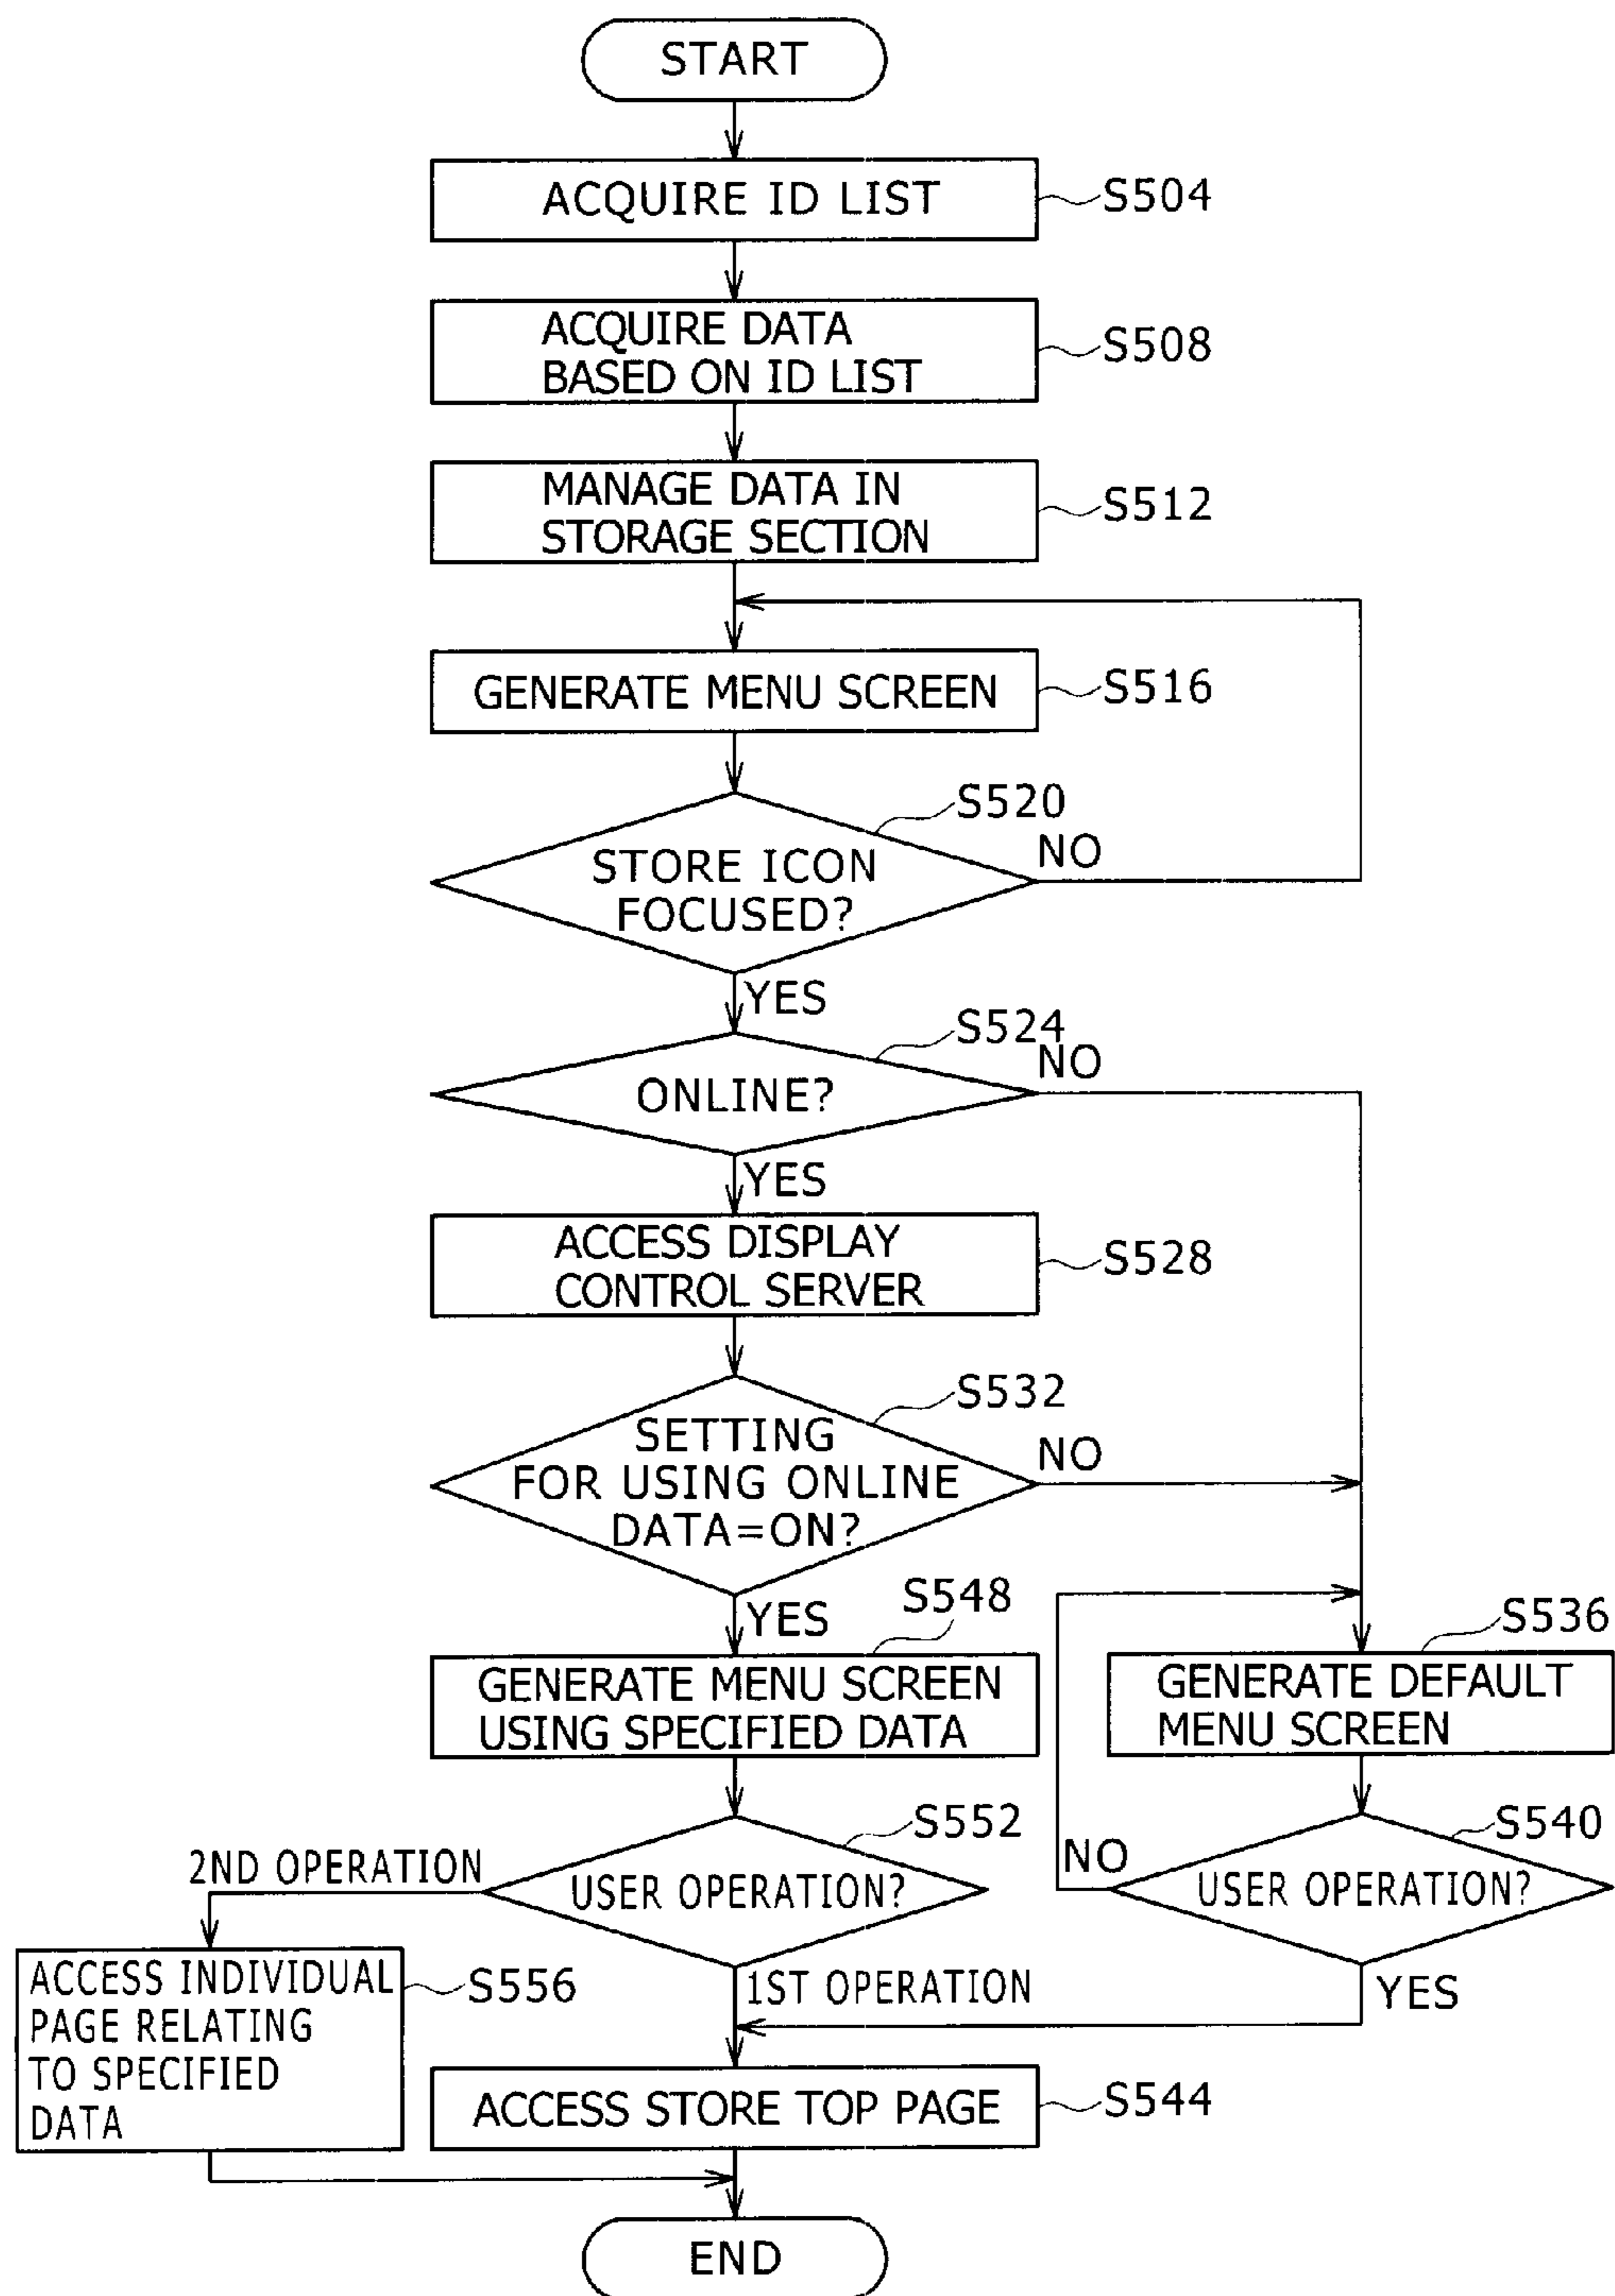 START
ACQUIRE ID LIST
S504
ACQUIRE DATA
BASED ON ID LIST
S508
MANAGE DATA IN
STORAGE SECTION
S512
GENERATE MENU SCREEN
S516
S520
STORE ICON
FOCUSED?
NO
YES
S524
NO
ONLINE?
YES
ACCESS DISPLAY
CONTROL SERVER
S528
S532
SETTING
FOR USING ONLINE
DATA=ON?
NO
YES
S548
GENERATE MENU SCREEN
USING SPECIFIED DATA
S536
GENERATE DEFAULT
MENU SCREEN
S552
USER OPERATION?
2ND OPERATION
1ST OPERATION
S540
USER OPERATION?
NO
YES
ACCESS INDIVIDUAL
PAGE RELATING
TO SPECIFIED
DATA
S556
ACCESS STORE TOP PAGE
S544
END